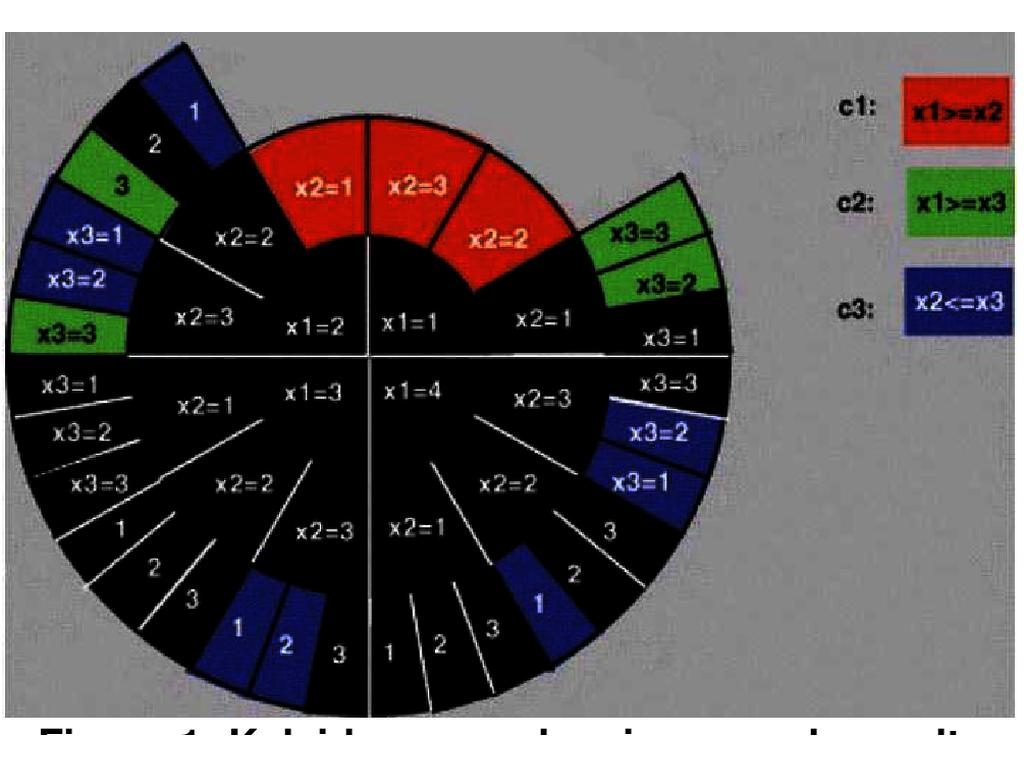 c1: x1>=x2
c2: x1>=x3
c3: x2<=x3
1
2
3
x3=1
x3=2
x3=3
x2=2
x2=3
x1=2
x2=1
x2=3
x2=2
x1=1
x2=1
x3=3
x3=2
x3=1
x3=1
x3=2
x3=3
x2=1
x1=3
x2=2
x2=3
1
2
3
1
2
3
x1=4
x2=3
x2=2
x2=1
x3=3
x3=2
x3=1
3
2
1
3
2
1